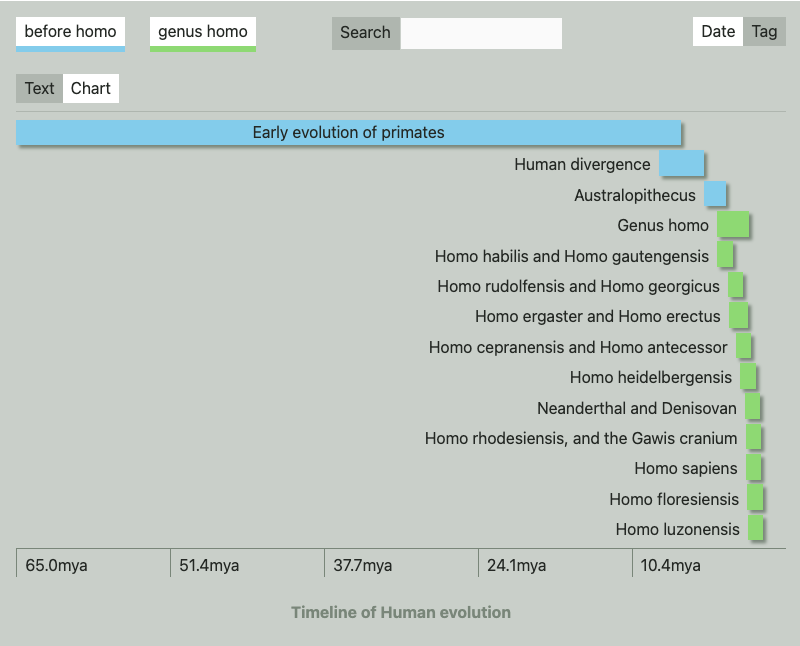 before homo genus homo Search Date Tag
Text Chart
Early evolution of primates
Human divergence
Australopithecus
Genus homo
Homo habilis and Homo gautengensis
Homo rudolfensis and Homo georgicus
Homo ergaster and Homo erectus
Homo cepranensis and Homo antecessor
Homo heidelbergensis
Neanderthal and Denisovan
Homo rhodesiensis, and the Gawis cranium
Homo sapiens
Homo floresiensis
Homo luzonensis
65.0mya 51.4mya 37.7mya 24.1mya 10.4mya
Timeline of Human evolution